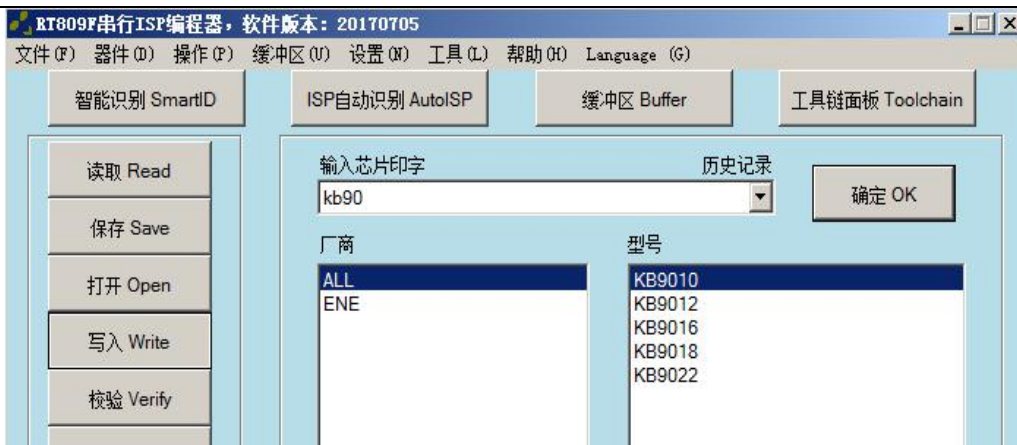 RT809F串行ISP编程器，软件版本：20170705
文件(F) 器件(D) 操作(P) 缓冲区(U) 设置(N) 工具(L) 帮助(H) Language (G)
智能识别 SmartID
ISP自动识别 AutoISP
缓冲区 Buffer
工具链面板 Toolchain
读取 Read
保存 Save
打开 Open
写入 Write
校验 Verify
输入芯片印字
历史记录
kb90
确定 OK
厂商
型号
ALL
ENE
KB9010
KB9012
KB9016
KB9018
KB9022